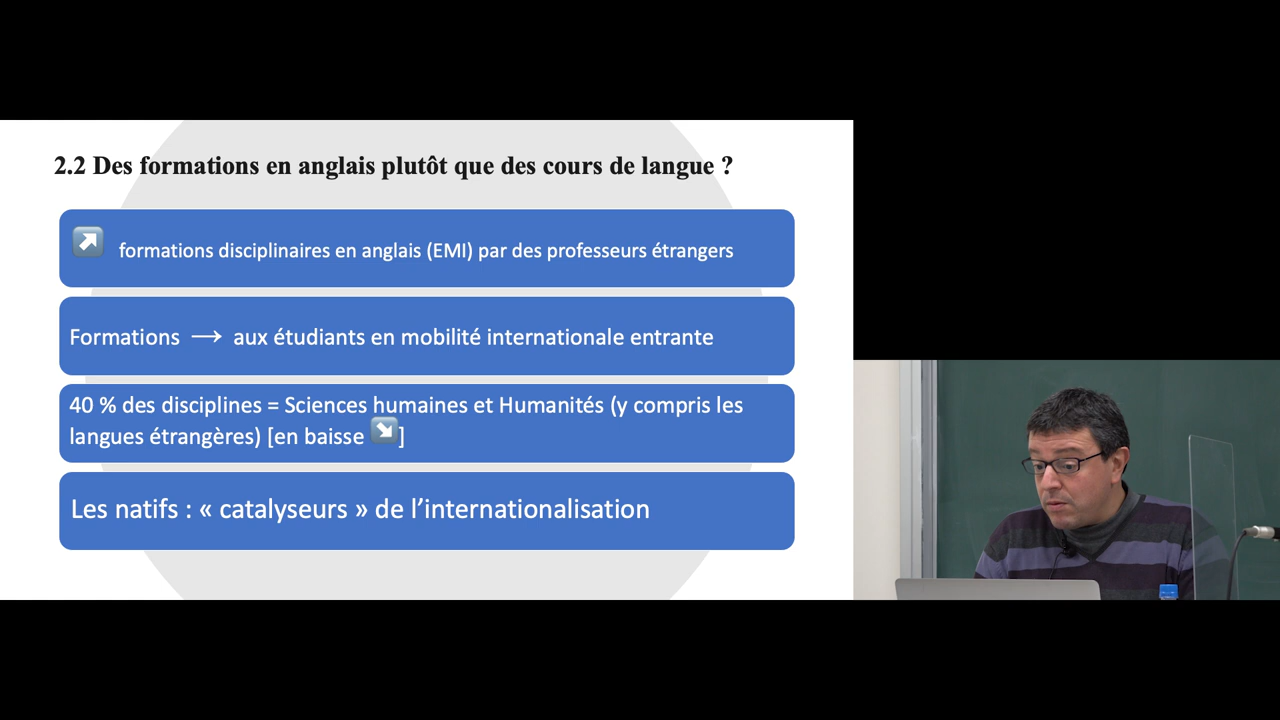 2.2 Des formations en anglais plutôt que des cours de langue ?
↗ formations disciplinaires en anglais (EMI) par des professeurs étrangers
Formations → aux étudiants en mobilité internationale entrante
40 % des disciplines = Sciences humaines et Humanités (y compris les
langues étrangères) [en baisse ↘]
Les natifs : « catalyseurs » de l’internationalisation